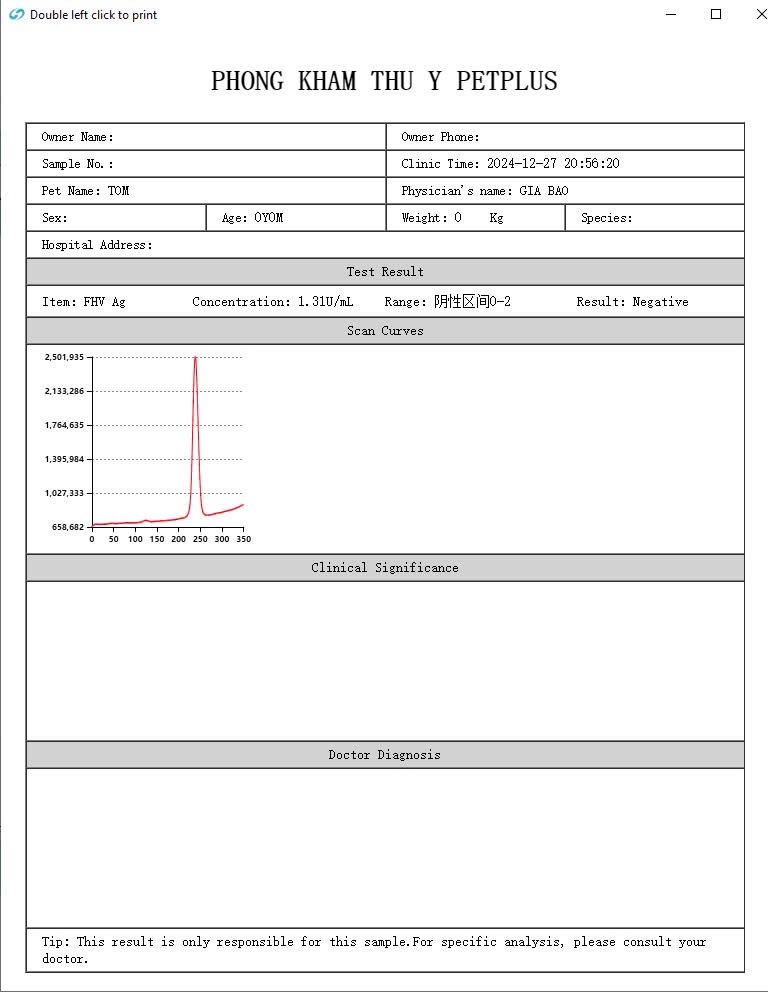 Double left click to print
PHONG KHAM THU Y PETPLUS
Owner Name:
Owner Phone:
Sample No.:
Clinic Time: 2024-12-27 20:56:20
Pet Name: TOM
Physician's name: GIA BAO
Sex:
Age: 0Y0M
Weight: 0 Kg
Species:
Hospital Address:
Test Result
Item: FHV Ag
Concentration: 1.31U/mL
Range: 阴性区间0-2
Result: Negative
Scan Curves
2,501,935
2,133,286
1,764,635
1,395,984
1,027,333
658,682
0 50 100 150 200 250 300 350
Clinical Significance
Doctor Diagnosis
Tip: This result is only responsible for this sample.For specific analysis, please consult your
doctor.